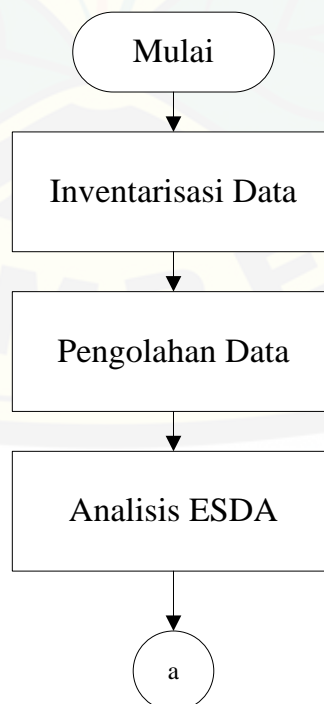 Mulai
Inventarisasi Data
Pengolahan Data
Analisis ESDA
a